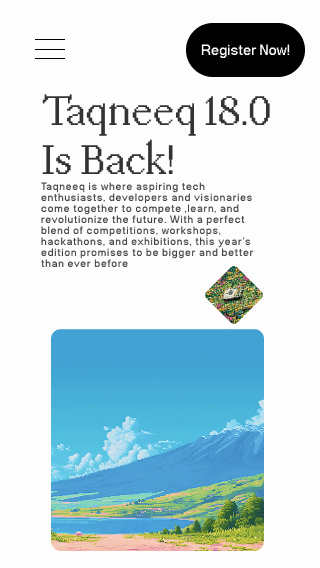 Register Now!
Taqneeq 18.0
Is Back!
Taqneeq is where aspiring tech
enthusiasts, developers and visionaries
come together to compete ,learn, and
revolutionize the future. With a perfect
blend of competitions, workshops,
hackathons, and exhibitions, this year's
edition promises to be bigger and better
than ever before